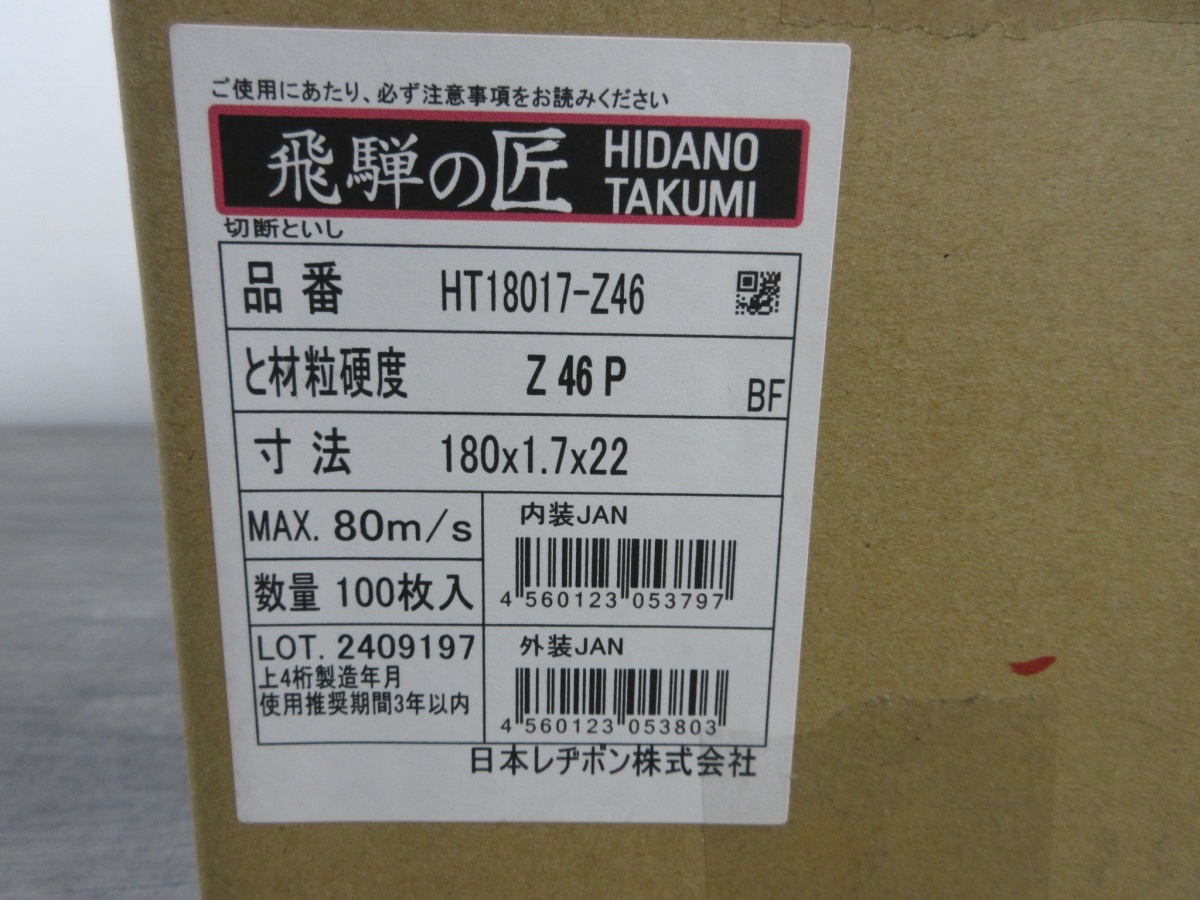 ご使用にあたり、必ず注意事項をお読みください
飛騨の匠 HIDANO TAKUMI
切断といし
品番 HT18017-Z46
と材粒硬度 Z 46 P BF
寸法 180x1.7x22
MAX. 80m/s
数量 100枚入
LOT. 2409197
上4桁製造年月
使用推奨期間3年以内
内装JAN
4 560123 053797
外装JAN
4 560123 053803
日本レヂボン株式会社